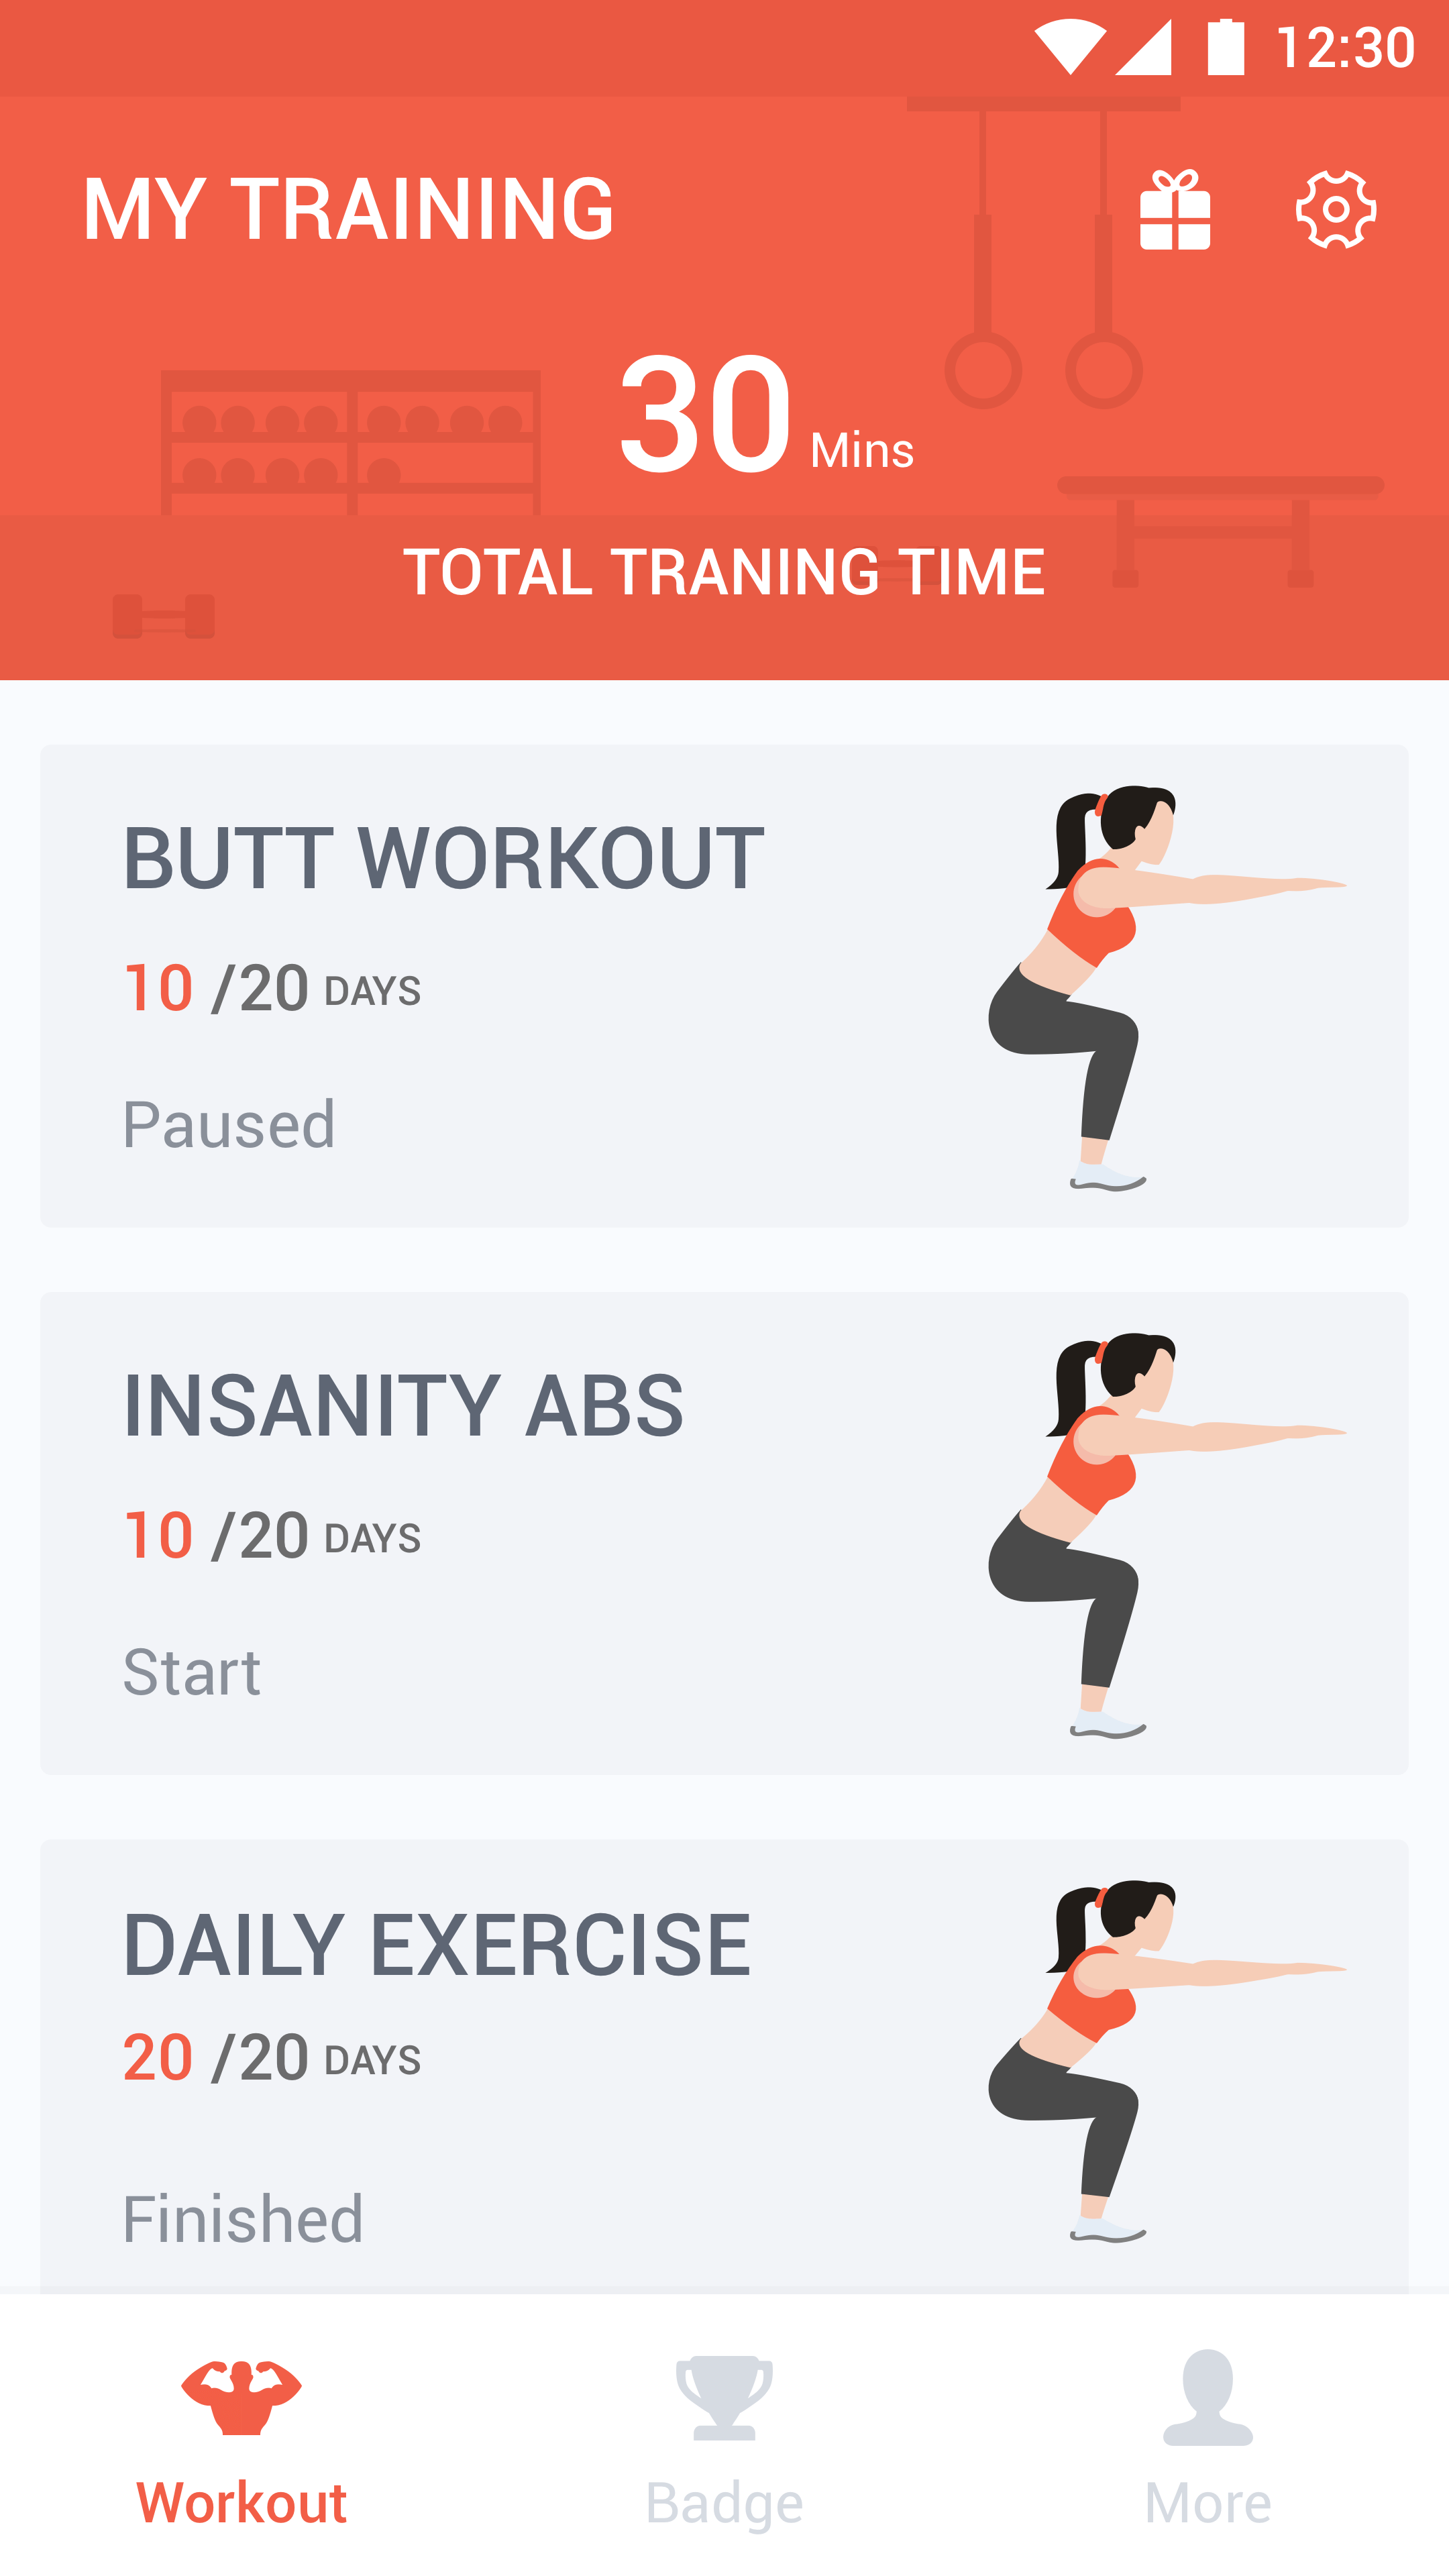 12:30
MY TRAINING
30 Mins
TOTAL TRANING TIME
BUTT WORKOUT
10 /20 DAYS
Paused
INSANITY ABS
10 /20 DAYS
Start
DAILY EXERCISE
20 /20 DAYS
Finished
Workout Badge More